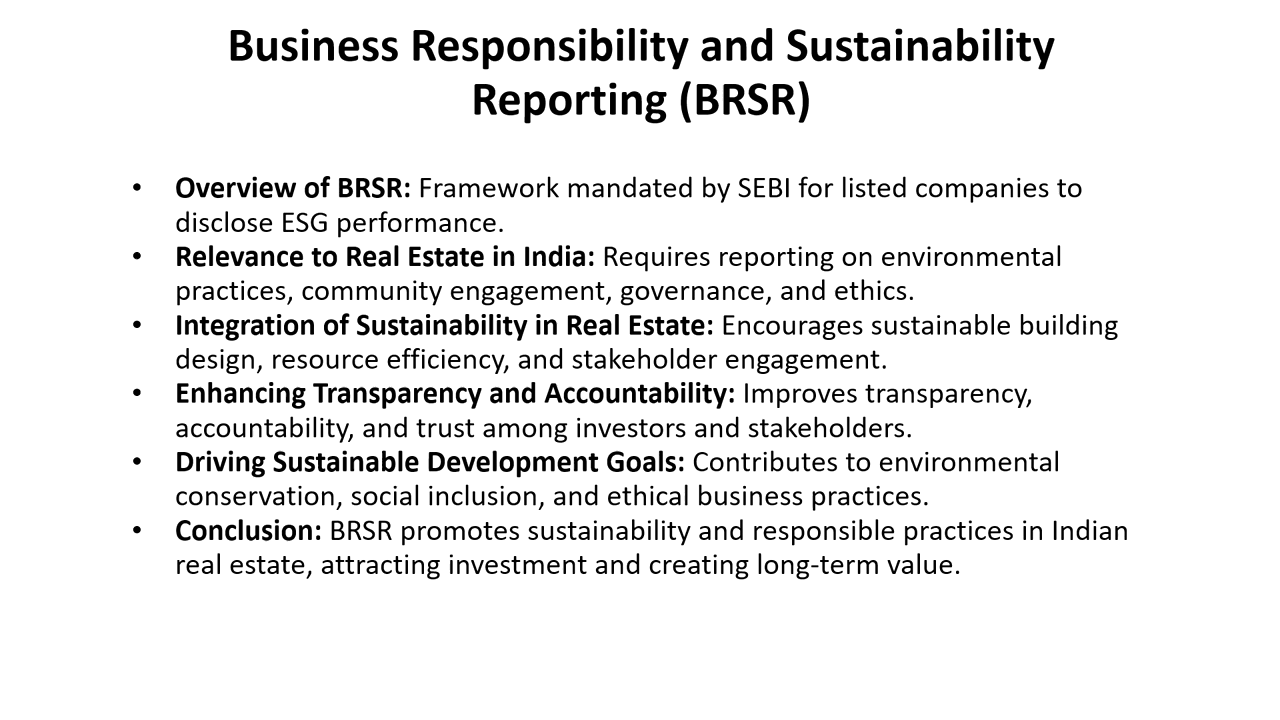 Business Responsibility and Sustainability
Reporting (BRSR)
• Overview of BRSR: Framework mandated by SEBI for listed companies to
disclose ESG performance.
• Relevance to Real Estate in India: Requires reporting on environmental
practices, community engagement, governance, and ethics.
• Integration of Sustainability in Real Estate: Encourages sustainable building
design, resource efficiency, and stakeholder engagement.
• Enhancing Transparency and Accountability: Improves transparency,
accountability, and trust among investors and stakeholders.
• Driving Sustainable Development Goals: Contributes to environmental
conservation, social inclusion, and ethical business practices.
• Conclusion: BRSR promotes sustainability and responsible practices in Indian
real estate, attracting investment and creating long-term value.